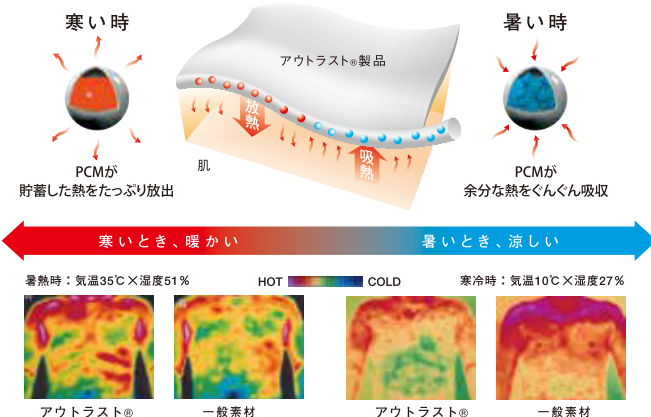 寒い時
暑い時
アウトラスト®製品
放熱
吸熱
肌
PCMが
貯蓄した熱をたっぷり放出
PCMが
余分な熱をぐんぐん吸収
寒いとき、暖かい
暑いとき、涼しい
暑熱時：気温35℃×湿度51%
HOT
COLD
寒冷時：気温10℃×湿度27%
アウトラスト®
一般素材
アウトラスト®
一般素材